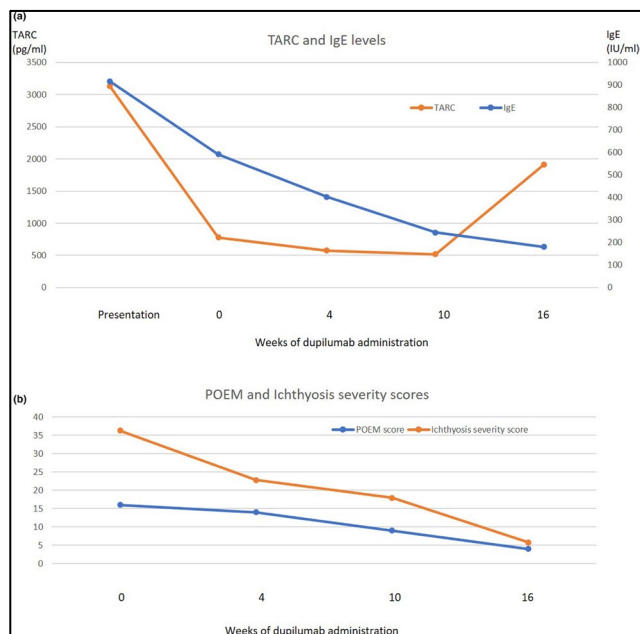 (a)
TARC
(pg/ml)
TARC and IgE levels
IgE
(IU/ml)
3500
3000
2500
2000
1500
1000
500
0
1000
900
800
700
600
500
400
300
200
100
0
TARC
IgE
Presentation 0 4 10 16
Weeks of dupilumab administration
(b)
POEM and Ichthyosis severity scores
40
35
30
25
20
15
10
5
0
POEM score
Ichthyosis severity score
0 4 10 16
Weeks of dupilumab administration